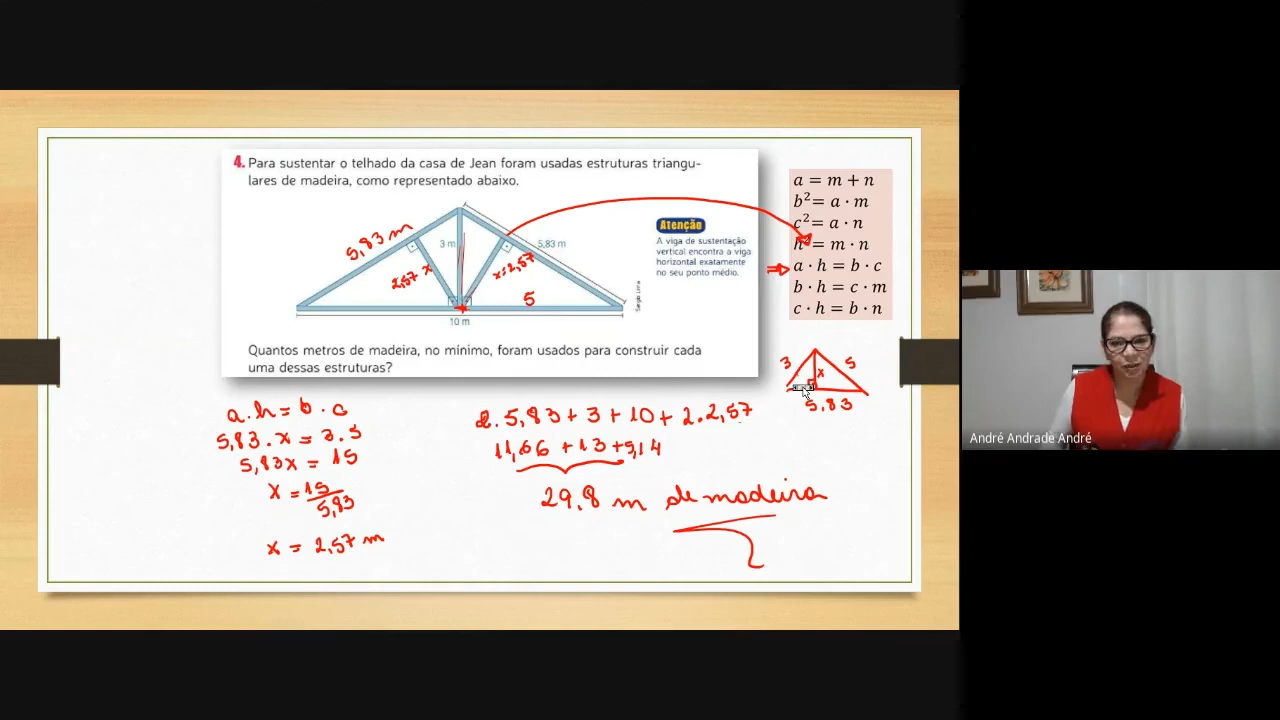 4. Para sustentar o telhado da casa de Jean foram usadas estruturas triangu-
lares de madeira, como representado abaixo.
5,83 m
3 m
5,83 m
2,57 x
x=2,57
5
10 m
Sergio Lima
Atenção
A viga de sustentação
vertical encontra a viga
horizontal exatamente
no seu ponto médio.
Quantos metros de madeira, no mínimo, foram usados para construir cada
uma dessas estruturas?
a = m + n
b² = a · m
c² = a · n
h² = m · n
a · h = b · c
b · h = c · m
c · h = b · n
3
5
x
5,83
a.h = b.c
5,83.x = 3.5
5,83x = 15
x = 15/5,83
x = 2,57 m
2. 5,83 + 3 + 10 + 2.2,57
11,66 + 13 + 5,14
29,8 m de madeira
André Andrade André